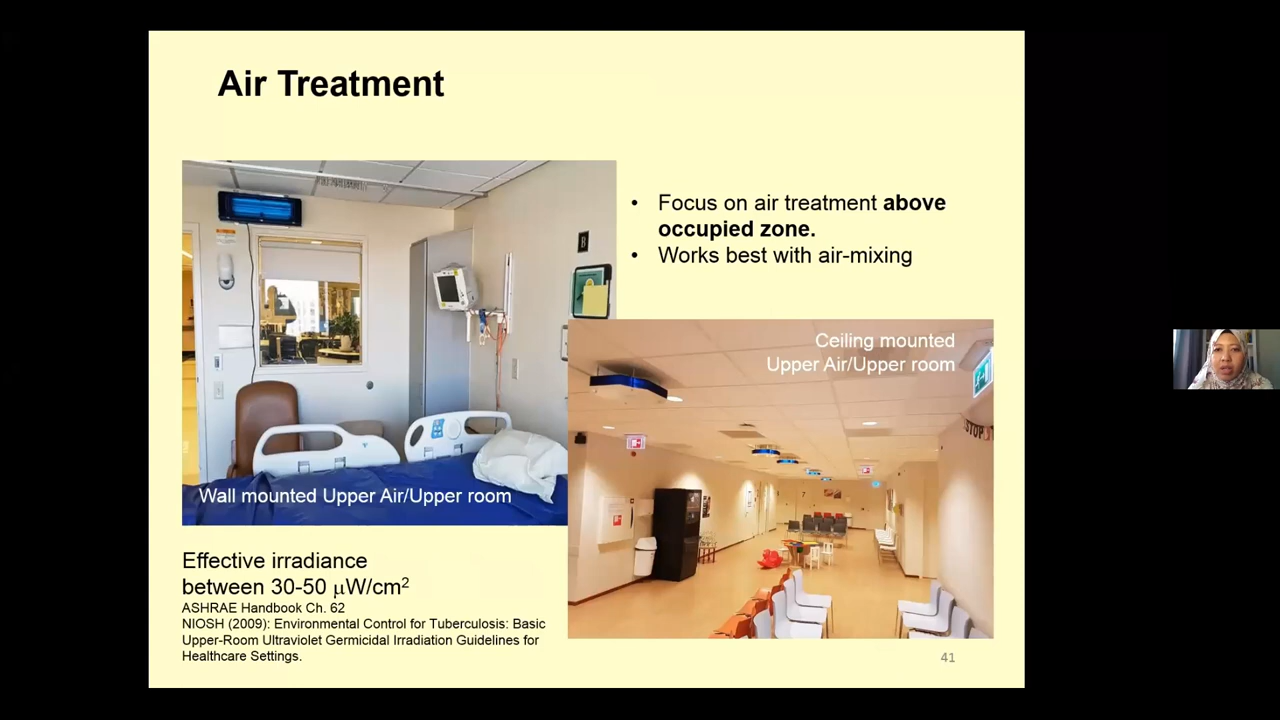 Air Treatment
• Focus on air treatment above
occupied zone.
• Works best with air-mixing
Wall mounted Upper Air/Upper room
Ceiling mounted
Upper Air/Upper room
STOP
7
Effective irradiance
between 30-50 μW/cm²
ASHRAE Handbook Ch. 62
NIOSH (2009): Environmental Control for Tuberculosis: Basic
Upper-Room Ultraviolet Germicidal Irradiation Guidelines for
Healthcare Settings.
41